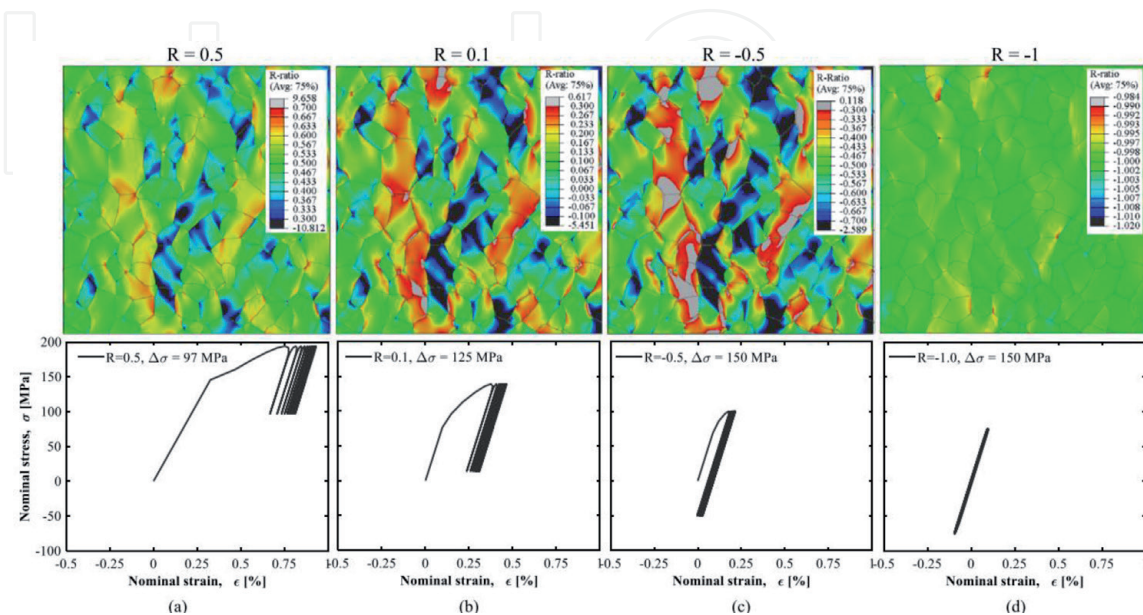 R = 0.5
R = 0.1
R = -0.5
R = -1
R-ratio
(Avg: 75%)
9.658
0.700
0.667
0.633
0.600
0.567
0.533
0.500
0.467
0.433
0.400
0.367
0.333
0.300
-10.812
R-ratio
(Avg: 75%)
0.617
0.300
0.267
0.233
0.200
0.167
0.133
0.100
0.067
0.033
0.000
-0.033
-0.067
-0.100
-5.451
R-Ratio
(Avg: 75%)
0.118
-0.300
-0.333
-0.367
-0.400
-0.433
-0.467
-0.500
-0.533
-0.567
-0.600
-0.633
-0.667
-0.700
-2.589
R-ratio
(Avg: 75%)
-0.984
-0.990
-0.992
-0.993
-0.995
-0.997
-0.998
-1.000
-1.002
-1.003
-1.005
-1.007
-1.008
-1.010
-1.020
Nominal stress, σ [MPa]
200
150
100
50
0
-50
-100
R=0.5, Δσ = 97 MPa
R=0.1, Δσ = 125 MPa
R=-0.5, Δσ = 150 MPa
R=-1.0, Δσ = 150 MPa
-0.5 -0.25 0 0.25 0.5 0.75 1
-0.5 -0.25 0 0.25 0.5 0.75 1
-0.5 -0.25 0 0.25 0.5 0.75 1
-0.5 -0.25 0 0.25 0.5 0.75 1
Nominal strain, ϵ [%]
Nominal strain, ϵ [%]
Nominal strain, ϵ [%]
Nominal strain, ϵ [%]
(a)
(b)
(c)
(d)